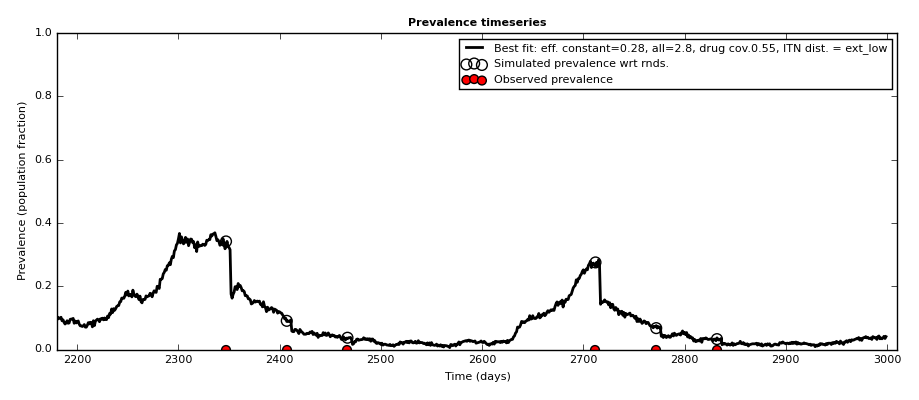 Prevalence timeseries
1.0
0.8
0.6
0.4
0.2
0.0
Prevalence (population fraction)
Best fit: eff. constant=0.28, all=2.8, drug cov.0.55, ITN dist. = ext_low
Simulated prevalence wrt rnds.
Observed prevalence
2200 2300 2400 2500 2600 2700 2800 2900 3000
Time (days)